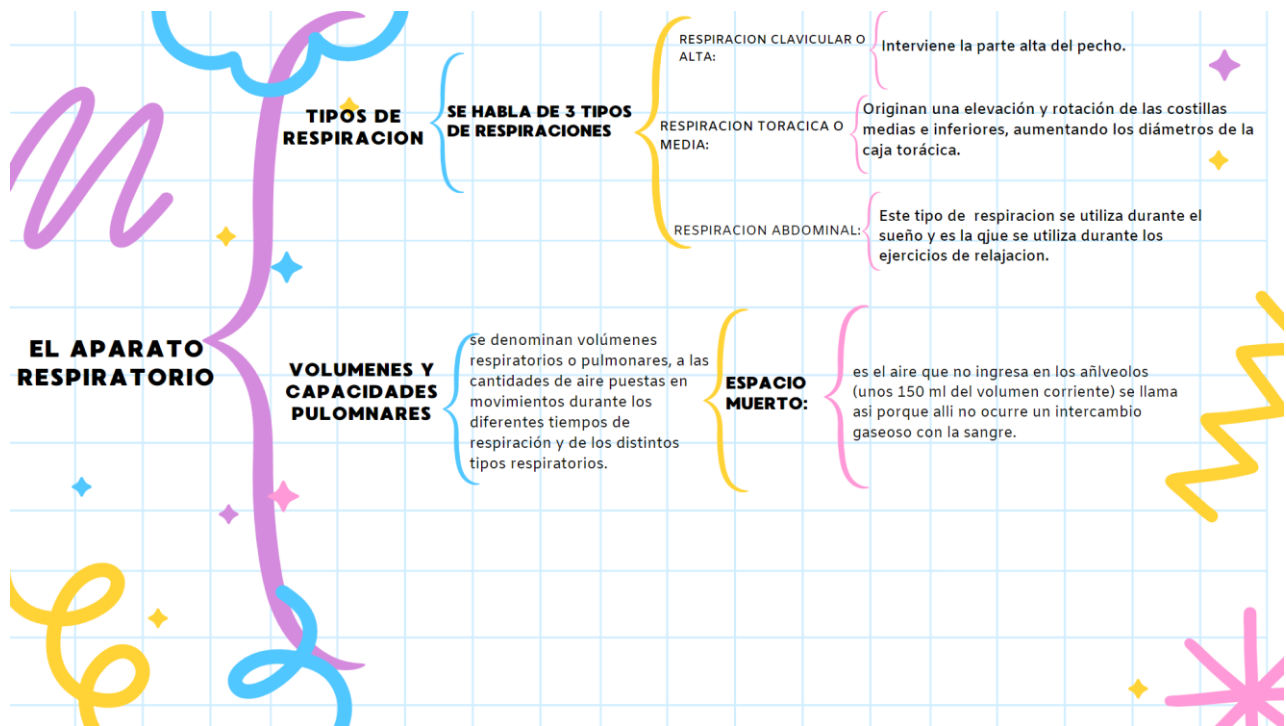 RESPIRACION CLAVICULAR O
ALTA:
Interviene la parte alta del pecho.
TIPOS DE
RESPIRACION
SE HABLA DE 3 TIPOS
DE RESPIRACIONES
RESPIRACION TORACICA O
MEDIA:
Originan una elevación y rotación de las costillas
medias e inferiores, aumentando los diámetros de la
caja torácica.
RESPIRACION ABDOMINAL:
Este tipo de  respiracion se utiliza durante el
sueño y es la qjue se utiliza durante los
ejercicios de relajacion.
EL APARATO
RESPIRATORIO
VOLUMENES Y
CAPACIDADES
PULOMNARES
se denominan volúmenes
respiratorios o pulmonares, a las
cantidades de aire puestas en
movimientos durante los
diferentes tiempos de
respiración y de los distintos
tipos respiratorios.
ESPACIO
MUERTO:
es el aire que no ingresa en los añlveolos
(unos 150 ml del volumen corriente) se llama
asi porque alli no ocurre un intercambio
gaseoso con la sangre.